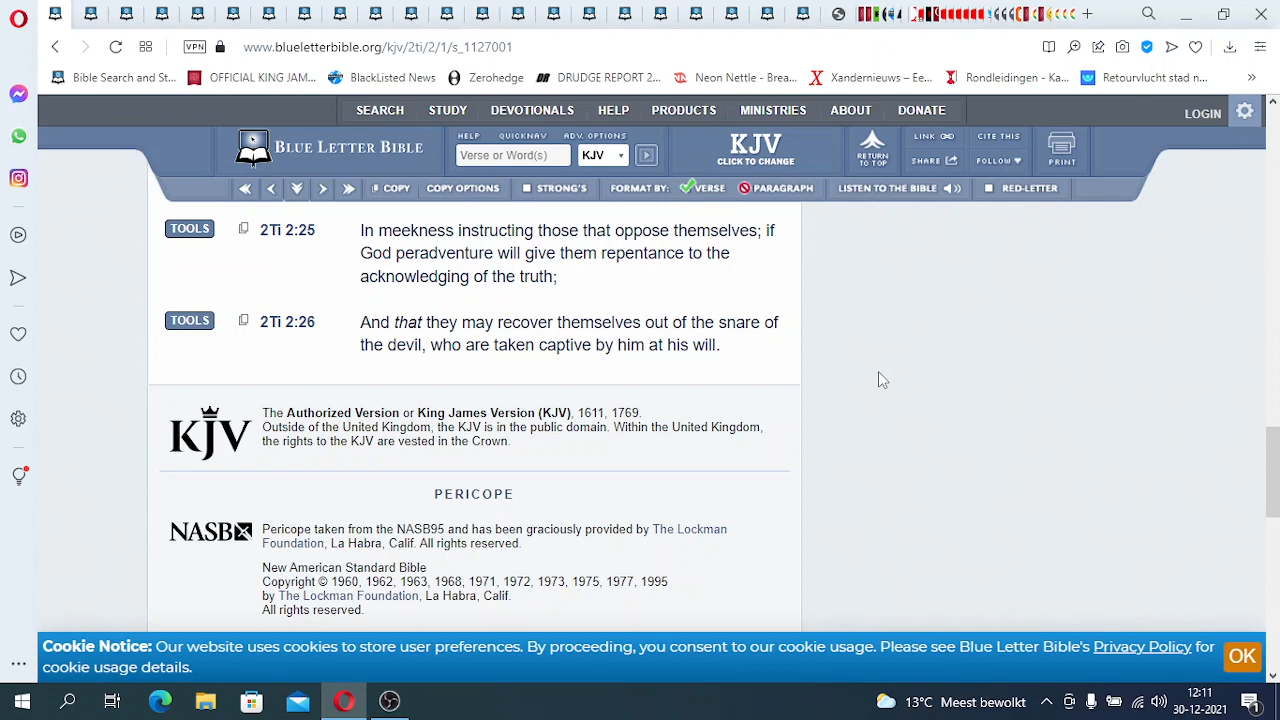 VPN www.blueletterbible.org/kjv/2ti/2/1/s_1127001
Bible Search and St... OFFICIAL KING JAM... BlackListed News Zerohedge DRUDGE REPORT 2... Neon Nettle - Brea... Xandernieuws – Ee... Rondleidingen - Ka... Retourvlucht stad n...
SEARCH STUDY DEVOTIONALS HELP PRODUCTS MINISTRIES ABOUT DONATE LOGIN
BLUE LETTER BIBLE
HELP QUICKNAV ADV. OPTIONS
Verse or Word(s) KJV
KJV
CLICK TO CHANGE
RETURN
TO TOP
LINK CITE THIS
SHARE FOLLOW
PRINT
COPY COPY OPTIONS STRONG'S FORMAT BY: VERSE PARAGRAPH LISTEN TO THE BIBLE RED-LETTER
TOOLS 2Ti 2:25 In meekness instructing those that oppose themselves; if
God peradventure will give them repentance to the
acknowledging of the truth;
TOOLS 2Ti 2:26 And that they may recover themselves out of the snare of
the devil, who are taken captive by him at his will.
KJV
The Authorized Version or King James Version (KJV), 1611, 1769.
Outside of the United Kingdom, the KJV is in the public domain. Within the United Kingdom,
the rights to the KJV are vested in the Crown.
PERICOPE
NASB
Pericope taken from the NASB95 and has been graciously provided by The Lockman
Foundation, La Habra, Calif. All rights reserved.
New American Standard Bible
Copyright © 1960, 1962, 1963, 1968, 1971, 1972, 1973, 1975, 1977, 1995
by The Lockman Foundation, La Habra, Calif.
All rights reserved.
Cookie Notice: Our website uses cookies to store user preferences. By proceeding, you consent to our cookie usage. Please see Blue Letter Bible's Privacy Policy for
cookie usage details.
OK
13°C Meest bewolkt
12:11
30-12-2021
1